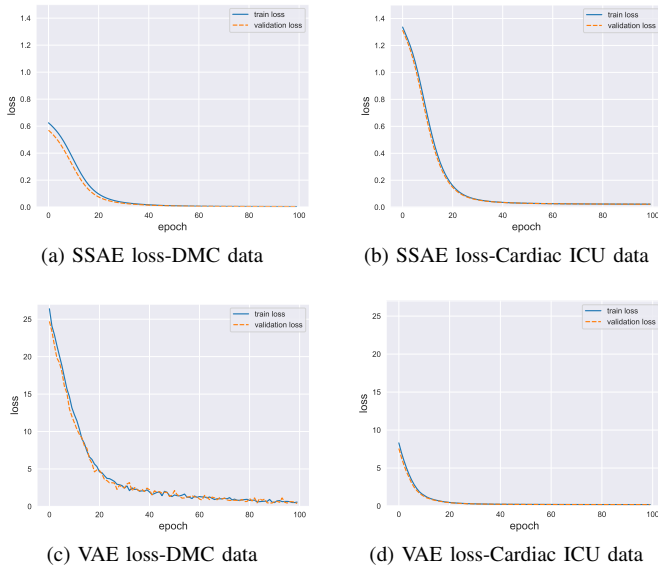 1.4
1.2
1.0
0.8
0.6
0.4
0.2
0.0
loss
train loss
validation loss
0 20 40 60 80 100
epoch
(a) SSAE loss-DMC data
1.4
1.2
1.0
0.8
0.6
0.4
0.2
0.0
loss
train loss
validation loss
0 20 40 60 80 100
epoch
(b) SSAE loss-Cardiac ICU data
25
20
15
10
5
0
loss
train loss
validation loss
0 20 40 60 80 100
epoch
(c) VAE loss-DMC data
25
20
15
10
5
0
loss
train loss
validation loss
0 20 40 60 80 100
epoch
(d) VAE loss-Cardiac ICU data